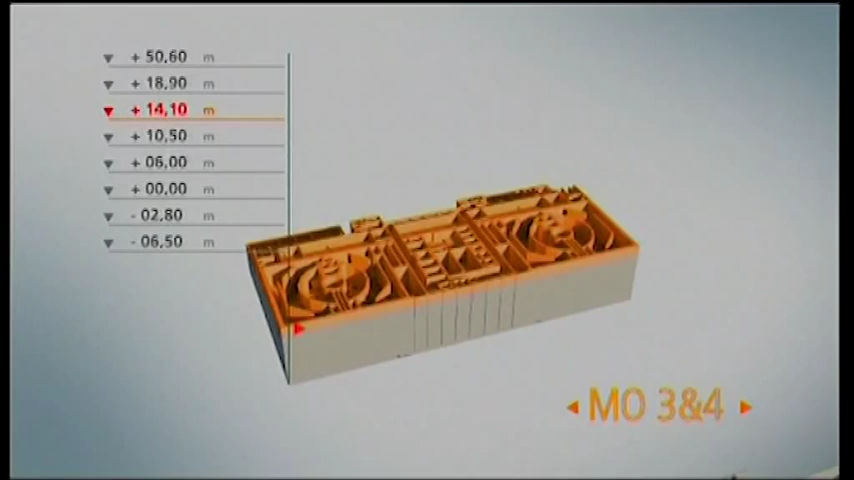 ▼ + 50,60 m
▼ + 18,90 m
▼ + 14,10 m
▼ + 10,50 m
▼ + 06,00 m
▼ + 00,00 m
▼ - 02,80 m
▼ - 06,50 m
◄ MO 3&4 ►